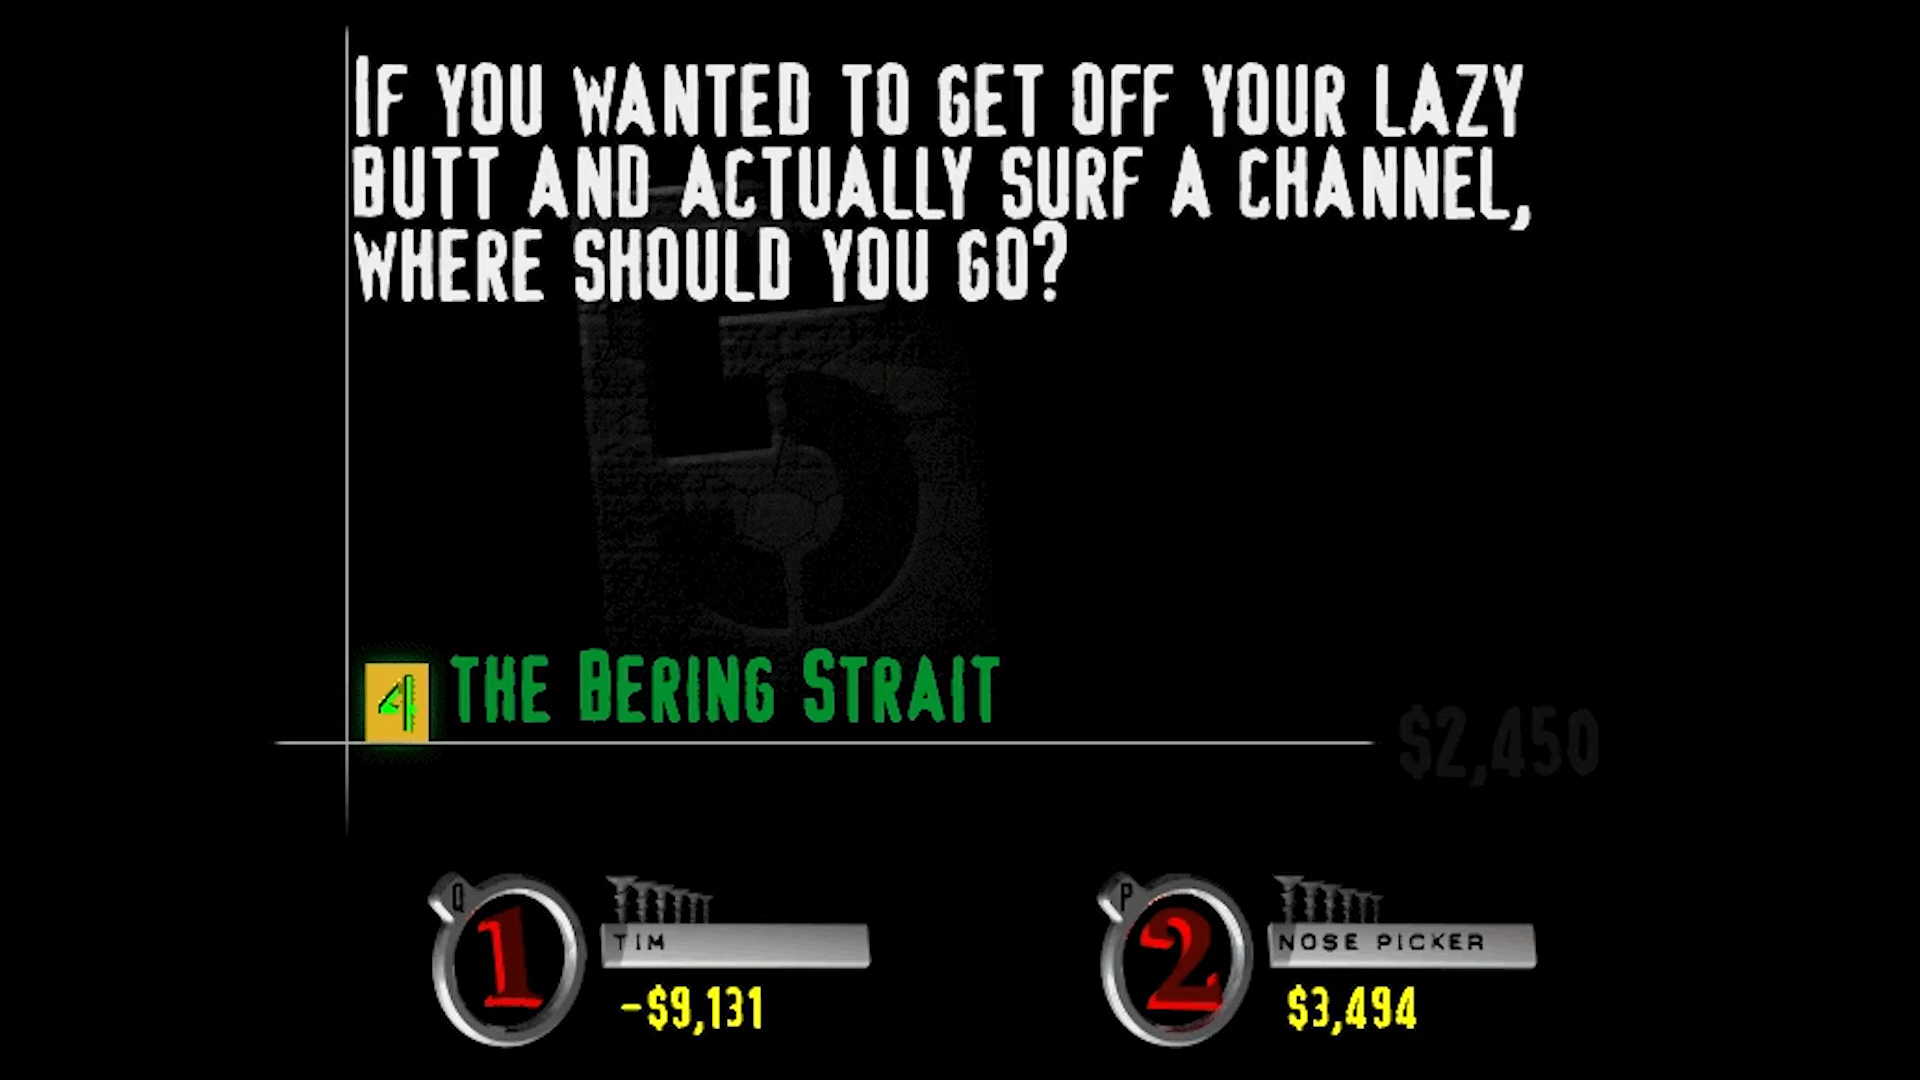 If you wanted to get off your lazy
butt and actually surf a channel,
where should you go?
5
4 the Bering Strait
$2,450
Q 1 TIM
-$9,131
P 2 NOSE PICKER
$3,494